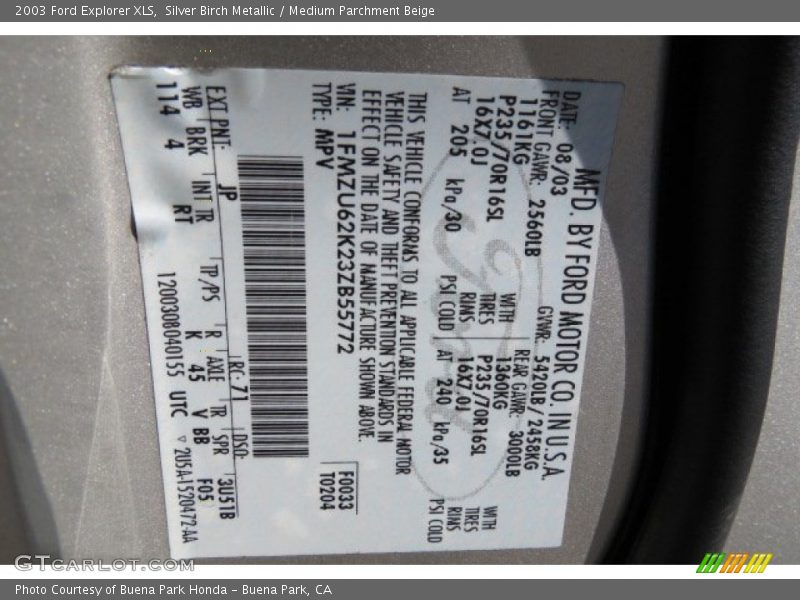 2003 Ford Explorer XLS, Silver Birch Metallic / Medium Parchment Beige
MFD. BY FORD MOTOR CO. IN U.S.A.
DATE: 08/03 GVWR: 5420LB/ 2458KG
FRONT GAWR: 2560LB REAR GAWR: 3000LB
1161KG WITH 1360KG WITH
P235/70R16SL TIRES P235/70R16SL TIRES
16X7.0J RIMS 16X7.0J RIMS
AT 205 kPa/30 PSI COLD AT 240 kPa/35 PSI COLD
THIS VEHICLE CONFORMS TO ALL APPLICABLE FEDERAL MOTOR
VEHICLE SAFETY AND THEFT PREVENTION STANDARDS IN
EFFECT ON THE DATE OF MANUFACTURE SHOWN ABOVE.
VIN: 1FMZU62K23ZB55772 F0033
TYPE: MPV T0204
EXT PNT: JP RC: 71 DSO:
WB BRK INT TR TP/PS R AXLE TR SPR 3U51B
114 4 RT K 45 V BB F05
1200308040155 UTC ▽ 2U5A-1520472-AA
GTcarlot.com
Photo Courtesy of Buena Park Honda - Buena Park, CA